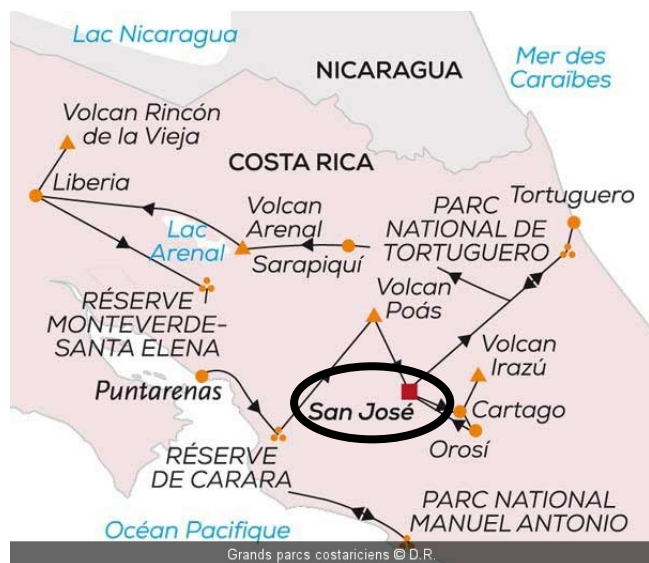 Lac Nicaragua
NICARAGUA
Mer des
Caraïbes
Volcan Rincón
de la Vieja
COSTA RICA
Liberia
Volcan
Arenal
Lac
Arenal
Sarapiquí
PARC
NATIONAL DE
TORTUGUERO
Tortuguero
RÉSERVE
MONTEVERDE-
SANTA ELENA
Volcan
Poás
Volcan
Irazú
Puntarenas
San José
Cartago
Orosí
RÉSERVE
DE CARARA
PARC NATIONAL
MANUEL ANTONIO
Océan Pacifique
Grands parcs costariciens © D.R.